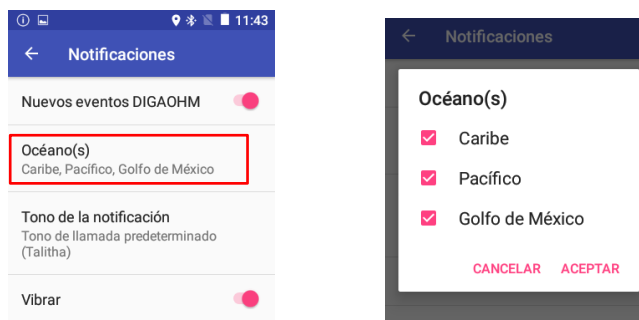 11:43
Notificaciones
Nuevos eventos DIGAOHM
Océano(s)
Caribe, Pacífico, Golfo de México
Tono de la notificación
Tono de llamada predeterminado
(Talitha)
Vibrar
Notificaciones
Océano(s)
Caribe
Pacífico
Golfo de México
CANCELAR ACEPTAR